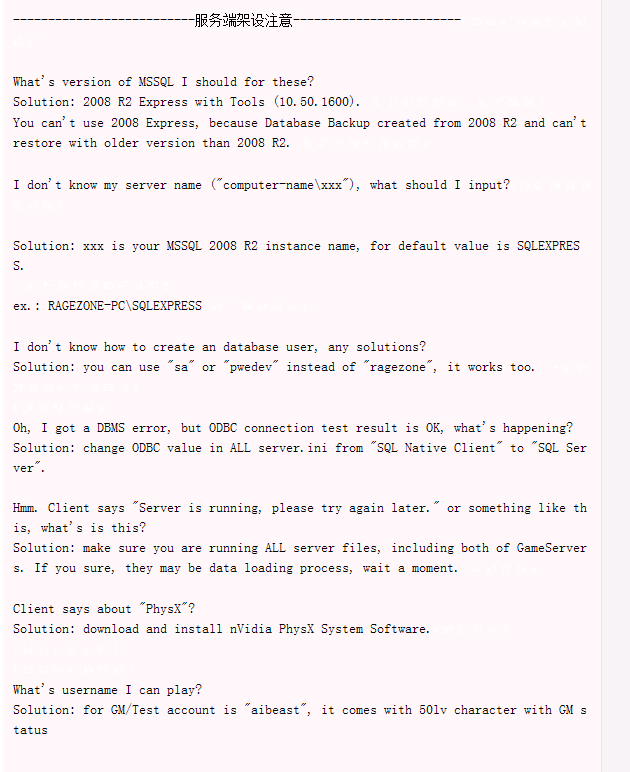 --------------------------服务端架设注意------------------------
What's version of MSSQL I should for these?
Solution: 2008 R2 Express with Tools (10.50.1600).
You can't use 2008 Express, because Database Backup created from 2008 R2 and can't
restore with older version than 2008 R2.
I don't know my server name ("computer-name\xxx"), what should I input?
Solution: xxx is your MSSQL 2008 R2 instance name, for default value is SQLEXPRES
S.
ex.: RAGEZONE-PC\SQLEXPRESS
I don't know how to create an database user, any solutions?
Solution: you can use "sa" or "pwedev" instead of "ragezone", it works too.
Oh, I got a DBMS error, but ODBC connection test result is OK, what's happening?
Solution: change ODBC value in ALL server.ini from "SQL Native Client" to "SQL Ser
ver".
Hmm. Client says "Server is running, please try again later." or something like th
is, what's is this?
Solution: make sure you are running ALL server files, including both of GameServer
s. If you sure, they may be data loading process, wait a moment.
Client says about "PhysX"?
Solution: download and install nVidia PhysX System Software.
What's username I can play?
Solution: for GM/Test account is "aibeast", it comes with 50lv character with GM s
tatus